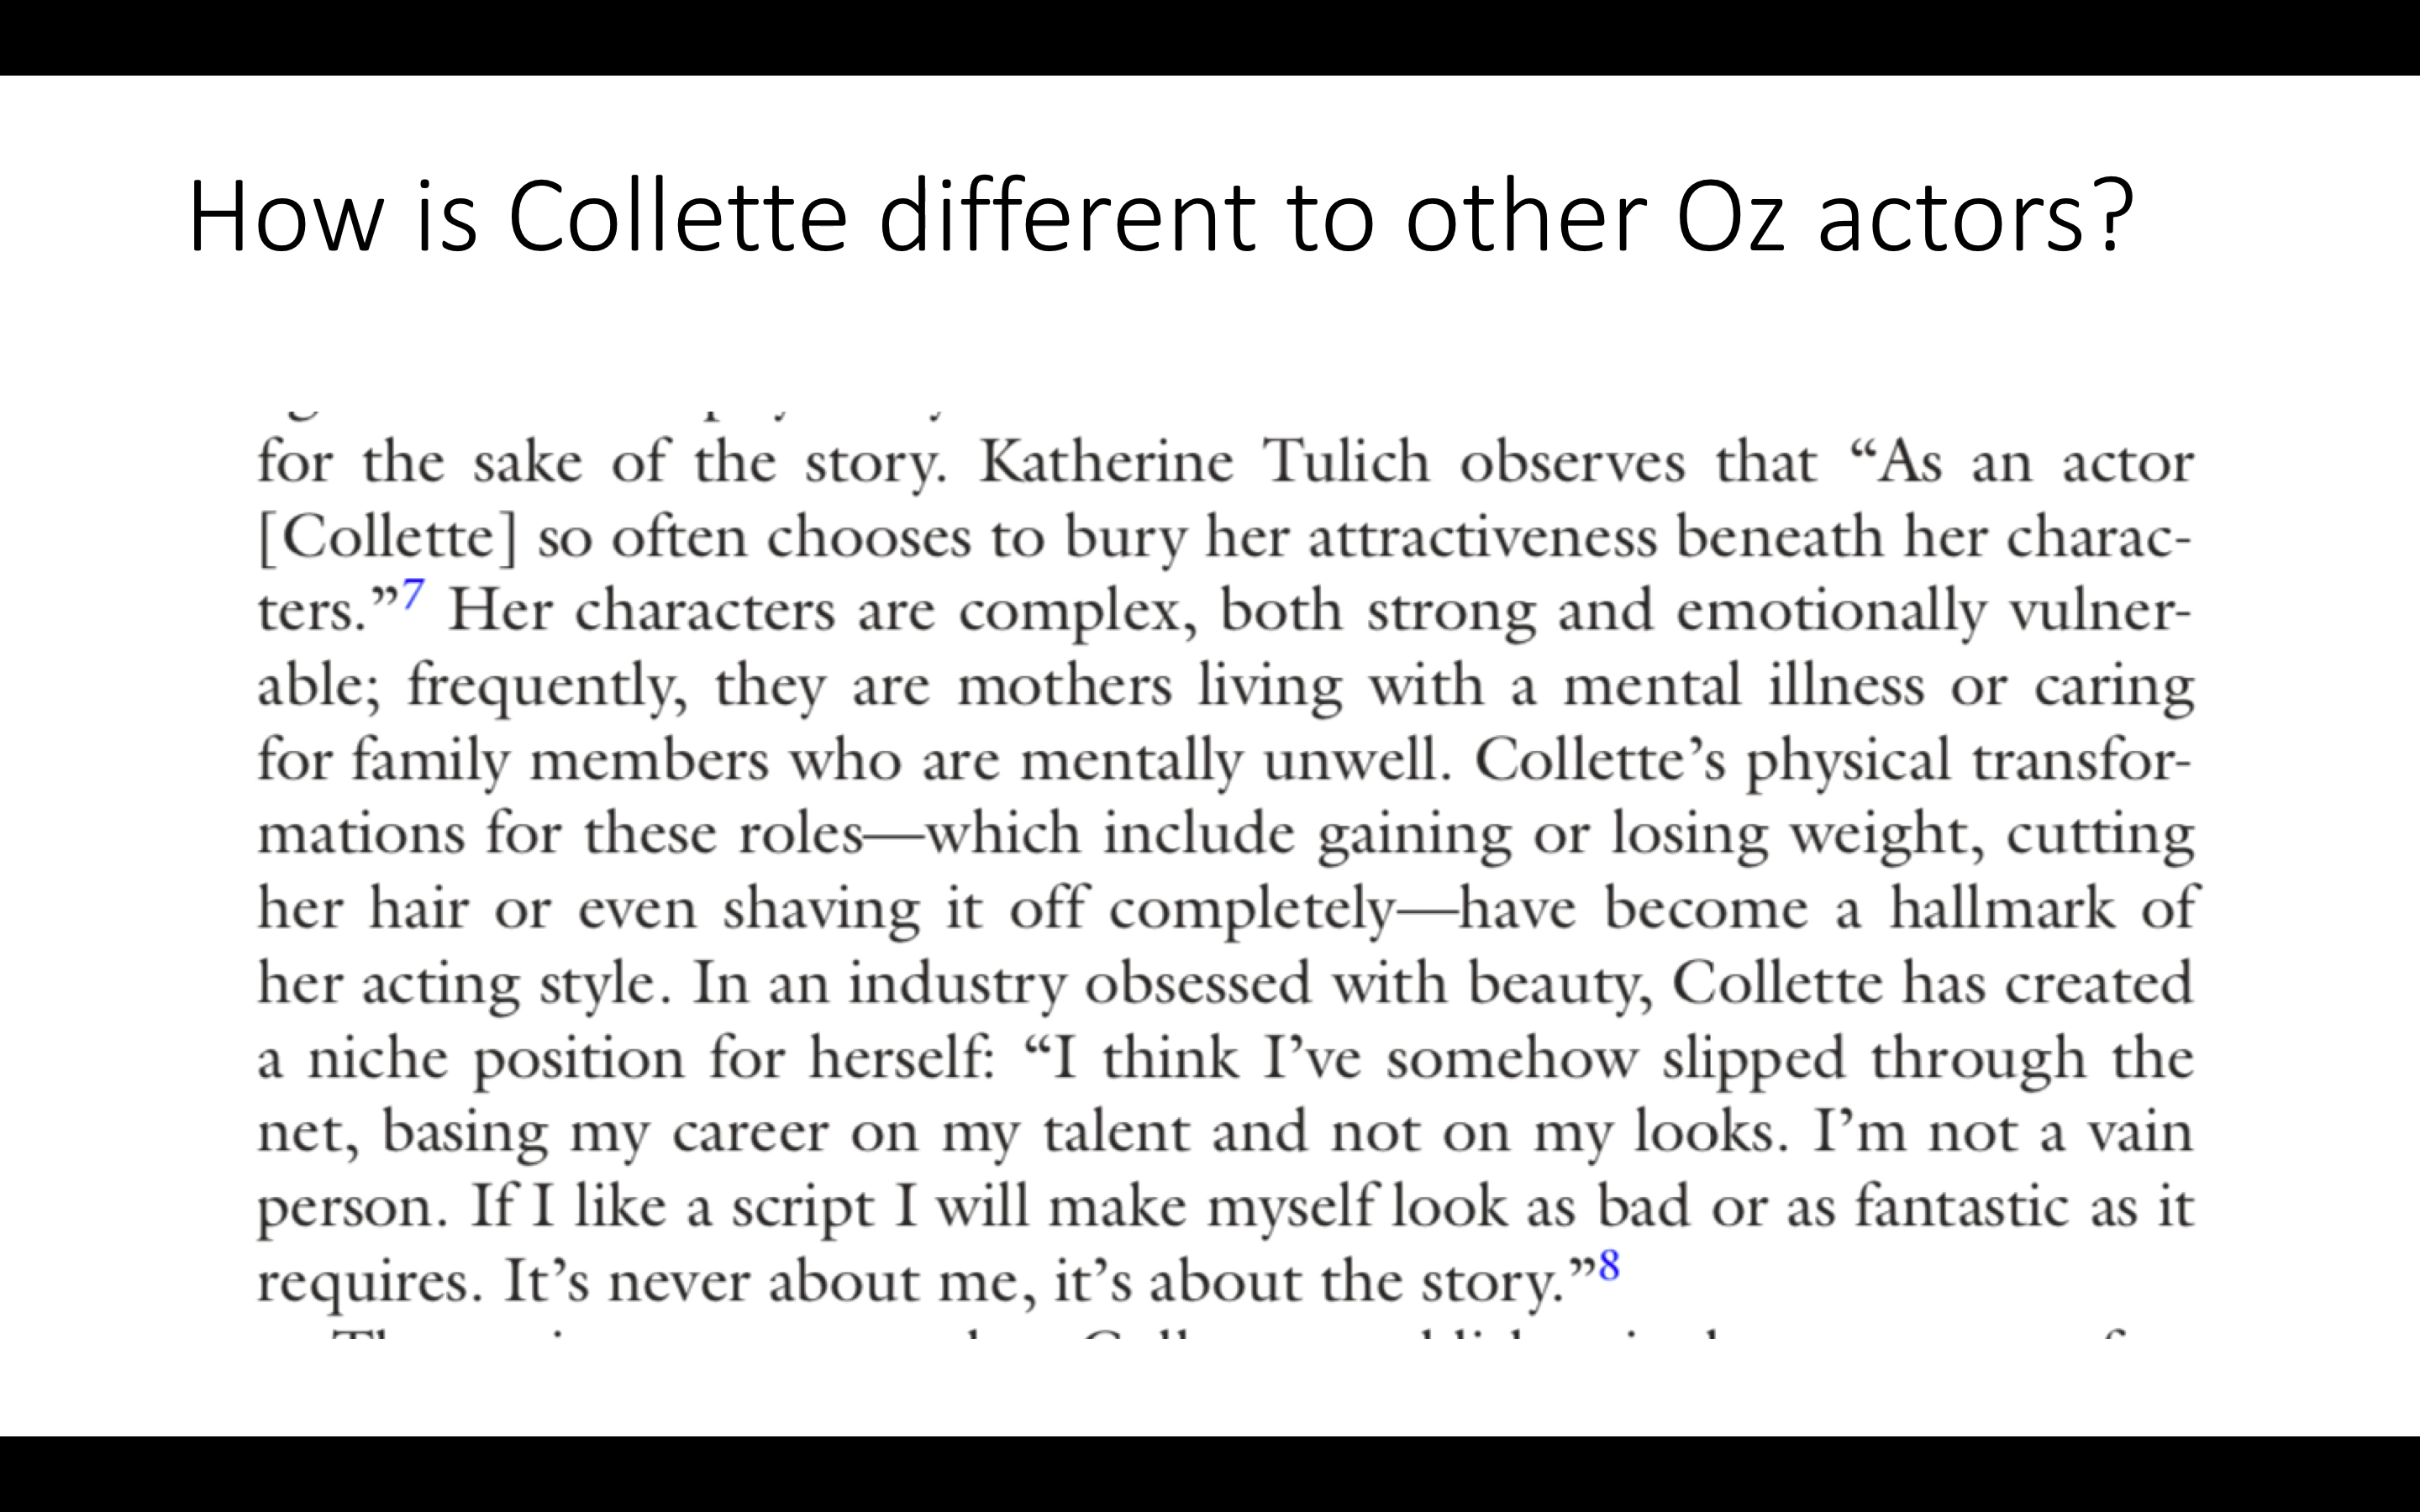 How is Collette different to other Oz actors?
for the sake of the story. Katherine Tulich observes that “As an actor
[Collette] so often chooses to bury her attractiveness beneath her charac-
ters.”7 Her characters are complex, both strong and emotionally vulner-
able; frequently, they are mothers living with a mental illness or caring
for family members who are mentally unwell. Collette’s physical transfor-
mations for these roles—which include gaining or losing weight, cutting
her hair or even shaving it off completely—have become a hallmark of
her acting style. In an industry obsessed with beauty, Collette has created
a niche position for herself: “I think I’ve somehow slipped through the
net, basing my career on my talent and not on my looks. I’m not a vain
person. If I like a script I will make myself look as bad or as fantastic as it
requires. It’s never about me, it’s about the story.”8